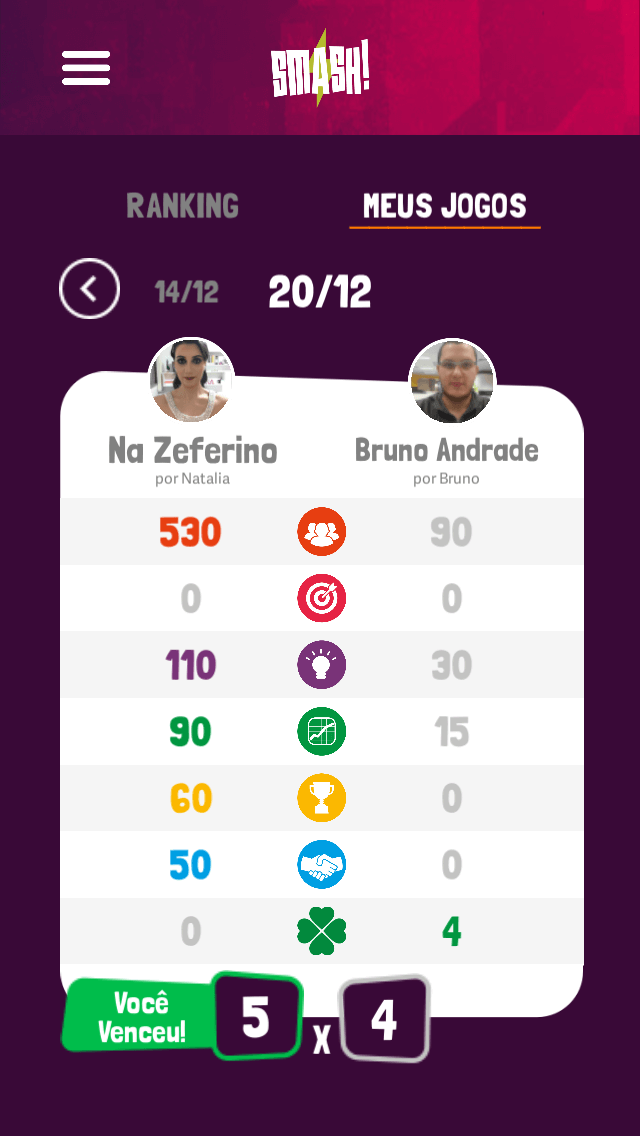 SMASH!
RANKING
MEUS JOGOS
14/12
20/12
Na Zeferino
Bruno Andrade
por Natalia
por Bruno
530
90
0
0
110
30
90
15
60
0
50
0
0
4
Você
Venceu!
5
x
4